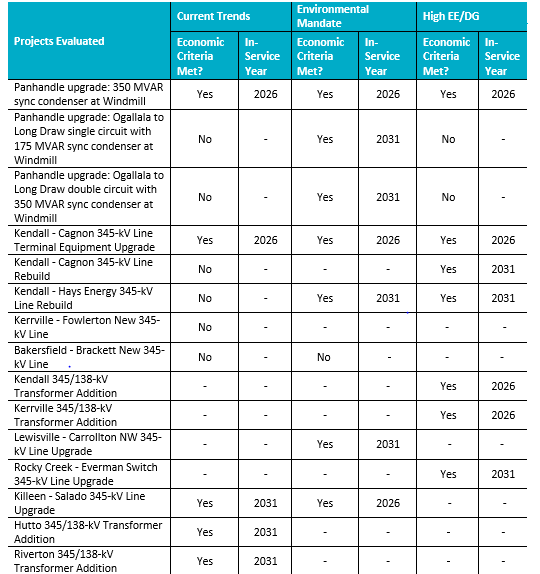 Projects Evaluated Current Trends Environmental Mandate High EE/DG
Economic Criteria Met? In-Service Year Economic Criteria Met? In-Service Year Economic Criteria Met? In-Service Year
Panhandle upgrade: 350 MVAR
sync condenser at Windmill Yes 2026 Yes 2026 Yes 2026
Panhandle upgrade: Ogallala to
Long Draw single circuit with
175 MVAR sync condenser at
Windmill No - Yes 2031 No -
Panhandle upgrade: Ogallala to
Long Draw double circuit with
350 MVAR sync condenser at
Windmill No - Yes 2031 No -
Kendall - Cagnon 345-kV Line
Terminal Equipment Upgrade Yes 2026 Yes 2026 Yes 2026
Kendall - Cagnon 345-kV Line
Rebuild No - - - Yes 2031
Kendall - Hays Energy 345-kV
Line Rebuild No - Yes 2031 Yes 2031
Kerrville - Fowlerton New 345-
kV Line No - - - - -
Bakersfield - Brackett New 345-
kV Line No - No - - -
Kendall 345/138-kV
Transformer Addition - - - - Yes 2026
Kerrville 345/138-kV
Transformer Addition - - - - Yes 2026
Lewisville - Carrollton NW 345-
kV Line Upgrade - - Yes 2031 - -
Rocky Creek - Everman Switch
345-kV Line Upgrade - - - - Yes 2031
Killeen - Salado 345-kV Line
Upgrade Yes 2031 Yes 2026 - -
Hutto 345/138-kV Transformer
Addition Yes 2031 - - - -
Riverton 345/138-kV
Transformer Addition Yes 2031 - - - -